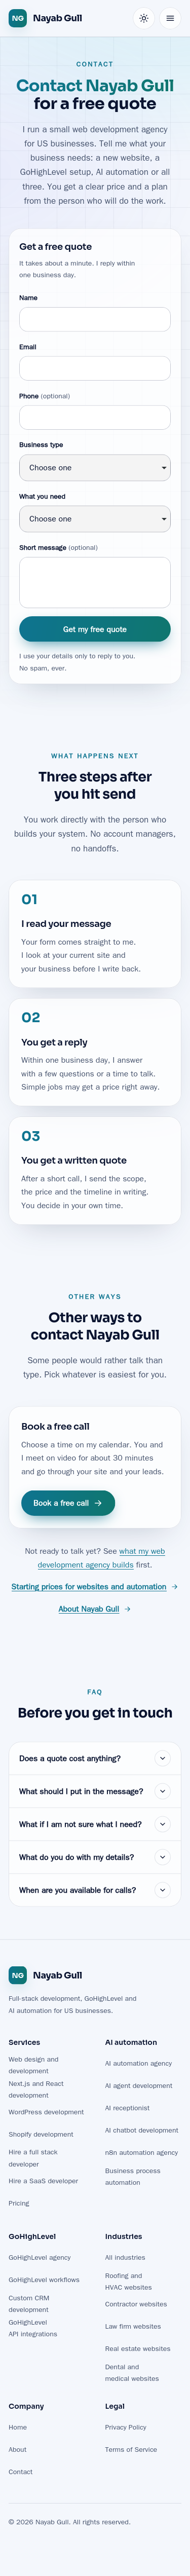 NG Nayab Gull
CONTACT
Contact Nayab Gull
for a free quote
I run a small web development agency
for US businesses. Tell me what your
business needs: a new website, a
GoHighLevel setup, AI automation or all
three. You get a clear price and a plan
from the person who will do the work.
Get a free quote
It takes about a minute. I reply within
one business day.
Name
Email
Phone (optional)
Business type
Choose one
What you need
Choose one
Short message (optional)
Get my free quote
I use your details only to reply to you.
No spam, ever.
WHAT HAPPENS NEXT
Three steps after
you hit send
You work directly with the person who
builds your system. No account managers,
no handoffs.
01
I read your message
Your form comes straight to me.
I look at your current site and
your business before I write back.
02
You get a reply
Within one business day, I answer
with a few questions or a time to talk.
Simple jobs may get a price right away.
03
You get a written quote
After a short call, I send the scope,
the price and the timeline in writing.
You decide in your own time.
OTHER WAYS
Other ways to
contact Nayab Gull
Some people would rather talk than
type. Pick whatever is easiest for you.
Book a free call
Choose a time on my calendar. You and
I meet on video for about 30 minutes
and go through your site and your leads.
Book a free call →
Not ready to talk yet? See what my web
development agency builds first.
Starting prices for websites and automation →
About Nayab Gull →
FAQ
Before you get in touch
Does a quote cost anything?
What should I put in the message?
What if I am not sure what I need?
What do you do with my details?
When are you available for calls?
NG Nayab Gull
Full-stack development, GoHighLevel and
AI automation for US businesses.
Services
Web design and
development
Next.js and React
development
WordPress development
Shopify development
Hire a full stack
developer
Hire a SaaS developer
Pricing
AI automation
AI automation agency
AI agent development
AI receptionist
AI chatbot development
n8n automation agency
Business process
automation
GoHighLevel
GoHighLevel agency
GoHighLevel workflows
Custom CRM
development
GoHighLevel
API integrations
Industries
All industries
Roofing and
HVAC websites
Contractor websites
Law firm websites
Real estate websites
Dental and
medical websites
Company
Home
About
Contact
Legal
Privacy Policy
Terms of Service
© 2026 Nayab Gull. All rights reserved.